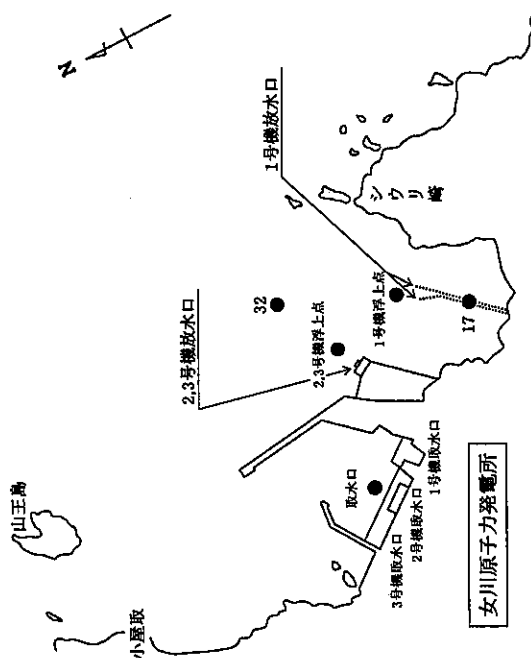 N
1号機放水口
2,3号機放水口
32
シウリ崎
1号機浮上点
2,3号機浮上点
17
山王島
取水口
1号機取水口
2号機取水口
3号機取水口
小屋取
女川原子力発電所